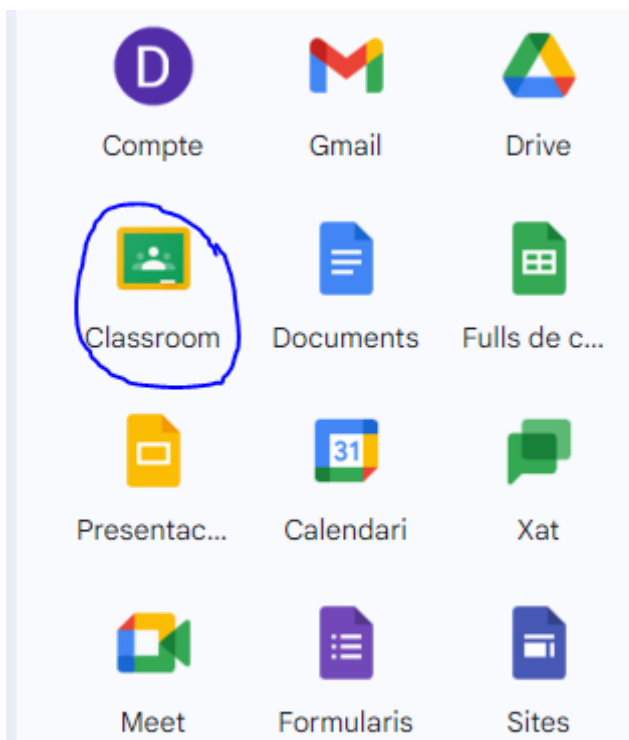 D
Compte Gmail Drive
Classroom Documents Fulls de c...
31
Presentac... Calendari Xat
Meet Formularis Sites